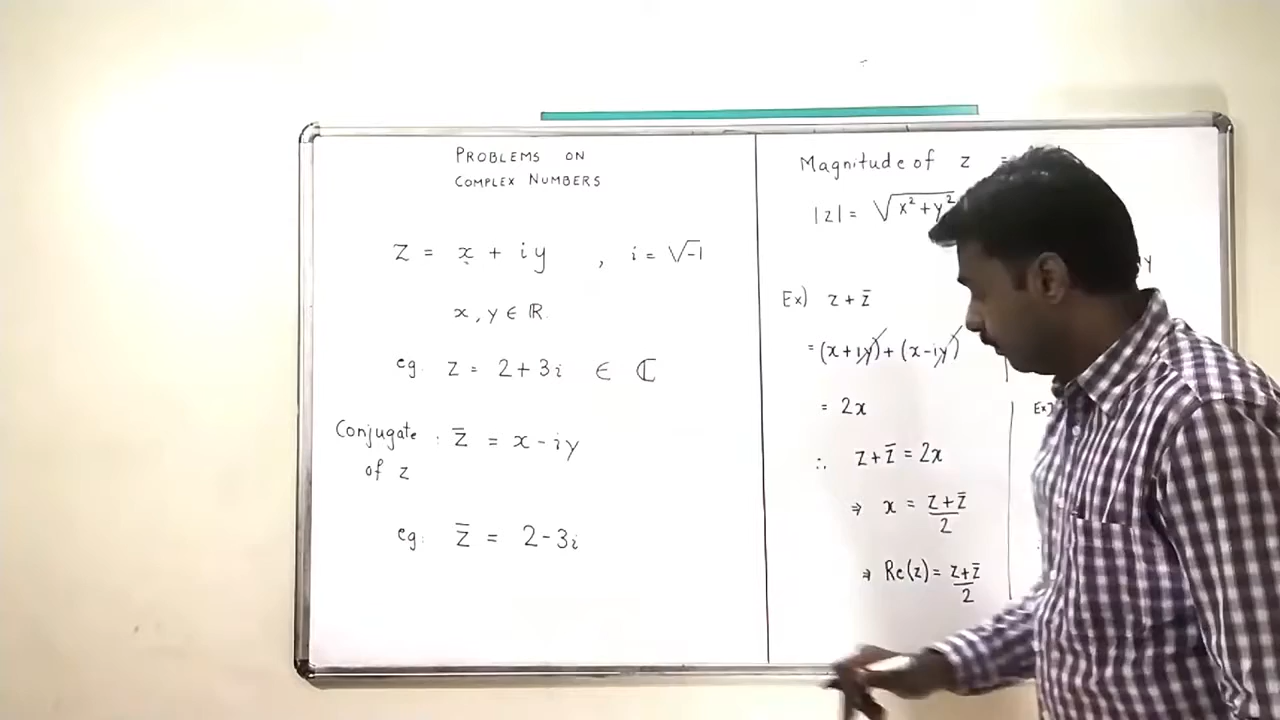 PROBLEMS ON
COMPLEX NUMBERS
z = x + iy , i = √-1
x, y ∈ ℝ.
eg. z = 2 + 3i ∈ ℂ
Conjugate : z̄ = x - iy
of z
eg. z̄ = 2 - 3i
Magnitude of z =
|z| = √x² + y²
y
Ex) z + z̄
= (x + iy) + (x - iy)
= 2x
∴ z + z̄ = 2x
⇒ x = z + z̄ / 2
⇒ Re(z) = z + z̄ / 2
Ex)